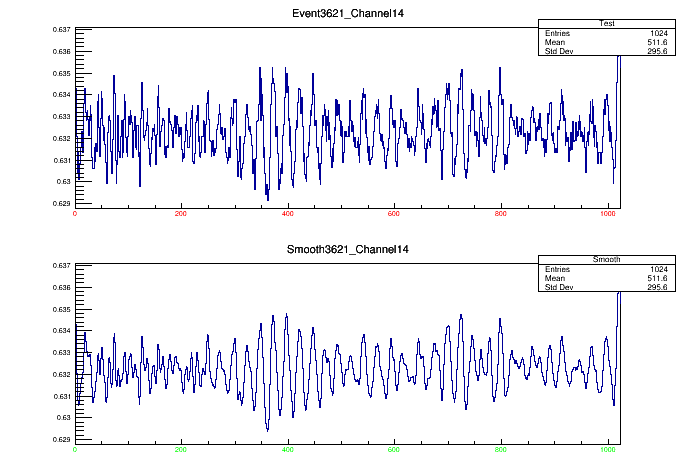 Event3621_Channel14
Test
Entries 1024
Mean 511.6
Std Dev 295.6
0.637
0.636
0.635
0.634
0.633
0.632
0.631
0.63
0.629
0 200 400 600 800 1000
Smooth3621_Channel14
Smooth
Entries 1024
Mean 511.6
Std Dev 295.6
0.637
0.636
0.635
0.634
0.633
0.632
0.631
0.63
0.629
0 200 400 600 800 1000